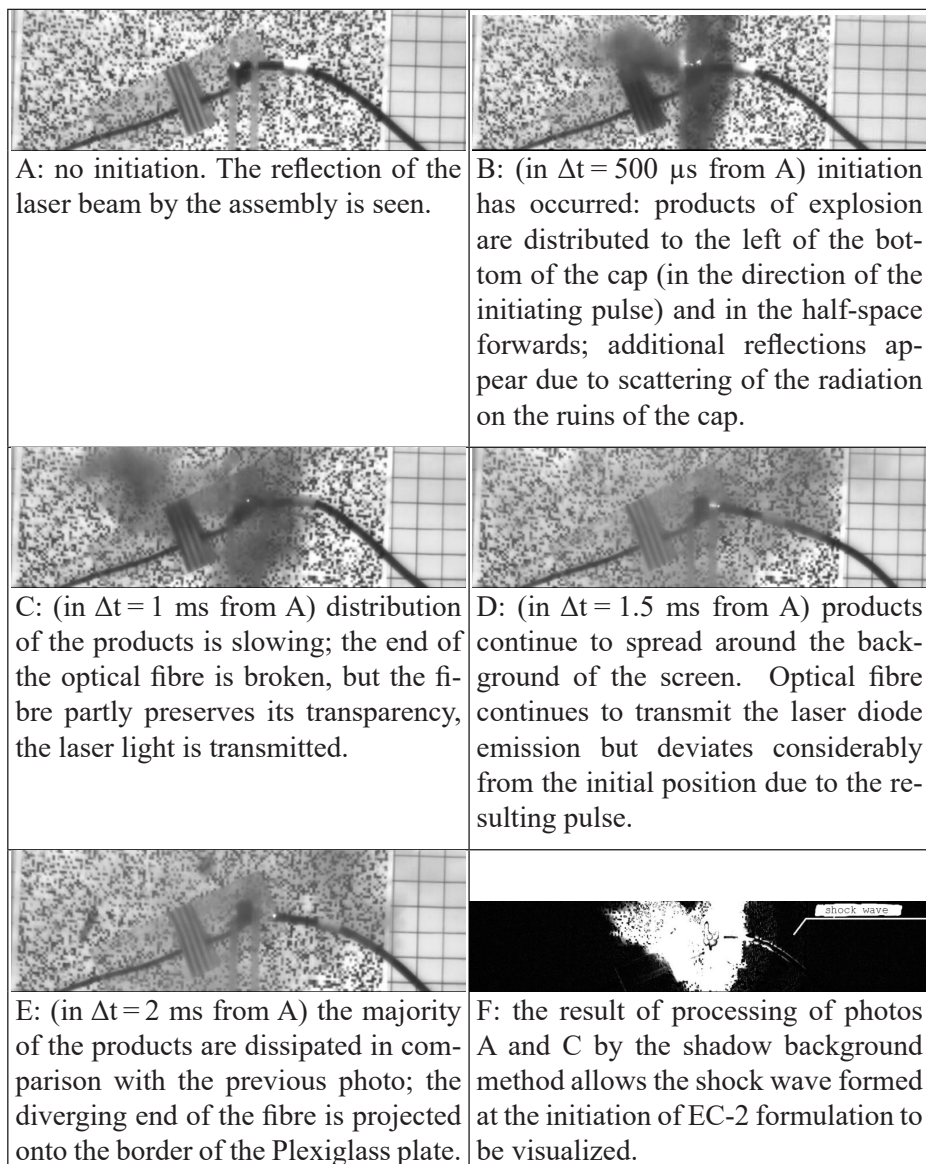 A: no initiation. The reflection of the
laser beam by the assembly is seen.
B: (in Δt = 500 µs from A) initiation
has occurred: products of explosion
are distributed to the left of the bot-
tom of the cap (in the direction of the
initiating pulse) and in the half-space
forwards; additional reflections ap-
pear due to scattering of the radiation
on the ruins of the cap.
C: (in Δt = 1 ms from A) distribution
of the products is slowing; the end of
the optical fibre is broken, but the fi-
bre partly preserves its transparency,
the laser light is transmitted.
D: (in Δt = 1.5 ms from A) products
continue to spread around the back-
ground of the screen. Optical fibre
continues to transmit the laser diode
emission but deviates considerably
from the initial position due to the re-
sulting pulse.
shock wave
E: (in Δt = 2 ms from A) the majority
of the products are dissipated in com-
parison with the previous photo; the
diverging end of the fibre is projected
onto the border of the Plexiglass plate.
F: the result of processing of photos
A and C by the shadow background
method allows the shock wave formed
at the initiation of EC-2 formulation to
be visualized.